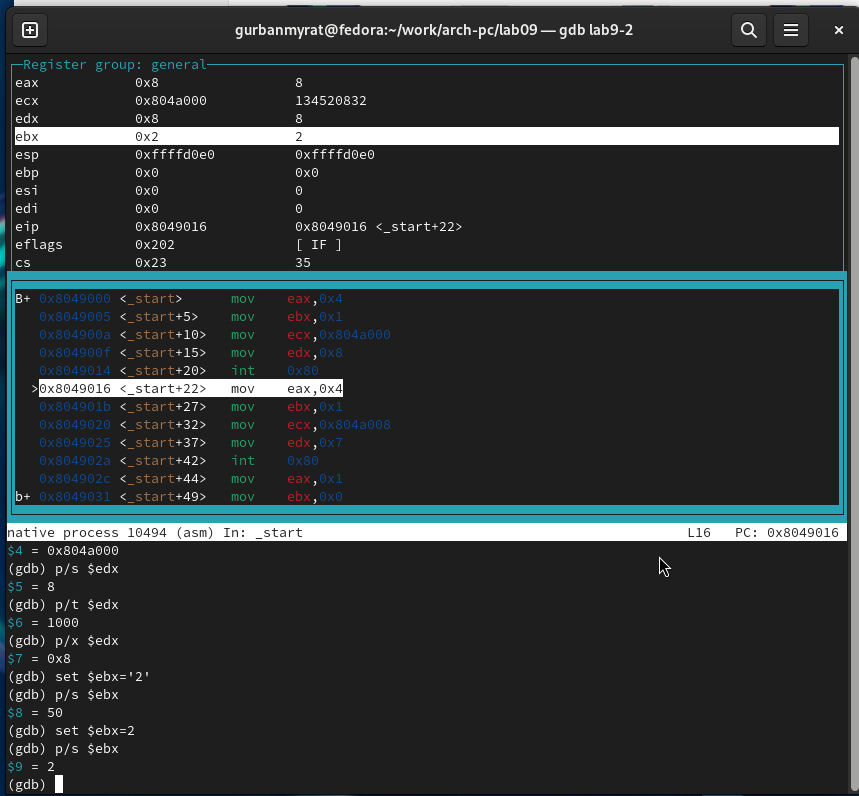 gurbanmyrat@fedora:~/work/arch-pc/lab09 — gdb lab9-2
Register group: general
eax 0x8 8
ecx 0x804a000 134520832
edx 0x8 8
ebx 0x2 2
esp 0xffffd0e0 0xffffd0e0
ebp 0x0 0x0
esi 0x0 0
edi 0x0 0
eip 0x8049016 0x8049016 <_start+22>
eflags 0x202 [ IF ]
cs 0x23 35
B+ 0x8049000 <_start> mov eax,0x4
0x8049005 <_start+5> mov ebx,0x1
0x804900a <_start+10> mov ecx,0x804a000
0x804900f <_start+15> mov edx,0x8
0x8049014 <_start+20> int 0x80
>0x8049016 <_start+22> mov eax,0x4
0x804901b <_start+27> mov ebx,0x1
0x8049020 <_start+32> mov ecx,0x804a008
0x8049025 <_start+37> mov edx,0x7
0x804902a <_start+42> int 0x80
0x804902c <_start+44> mov eax,0x1
b+ 0x8049031 <_start+49> mov ebx,0x0
native process 10494 (asm) In: _start L16 PC: 0x8049016
$4 = 0x804a000
(gdb) p/s $edx
$5 = 8
(gdb) p/t $edx
$6 = 1000
(gdb) p/x $edx
$7 = 0x8
(gdb) set $ebx='2'
(gdb) p/s $ebx
$8 = 50
(gdb) set $ebx=2
(gdb) p/s $ebx
$9 = 2
(gdb)